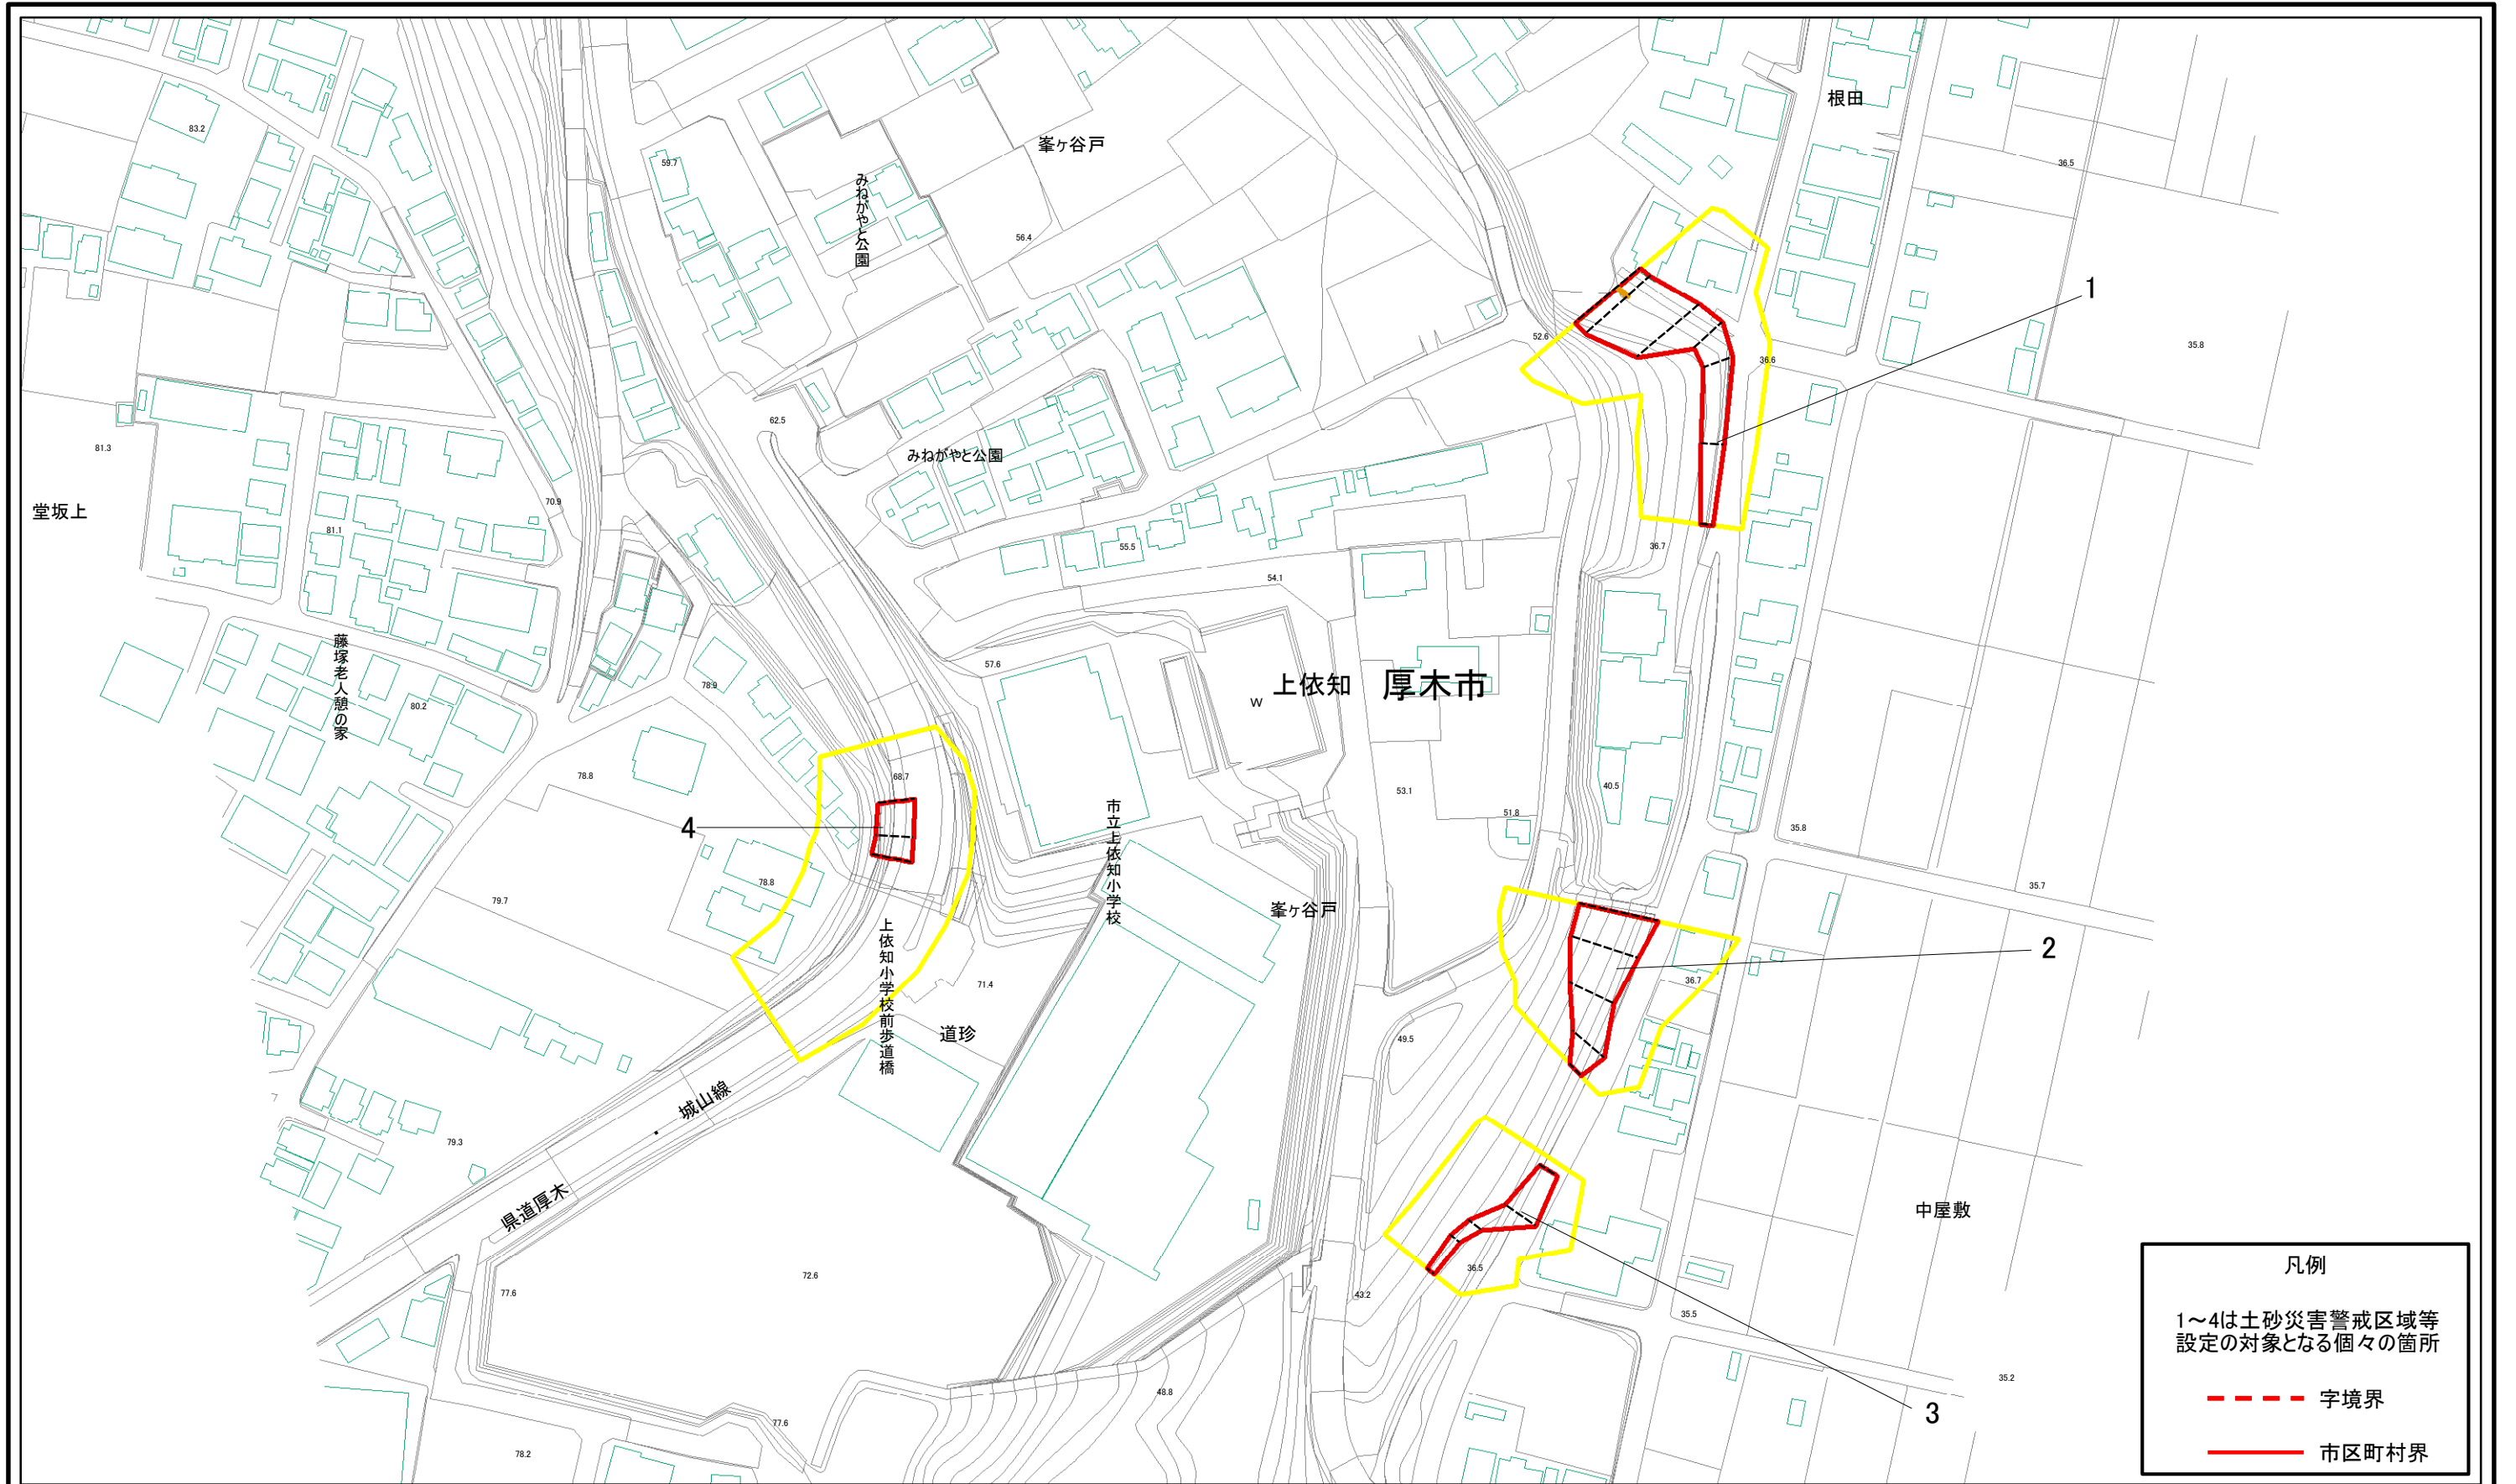 根田
83.2
峯ヶ谷戸
59.7
36.5
みねがやと公園
56.4
1
52.6
35.8
36.6
62.5
81.3
みねがやと公園
70.9
堂坂上
81.1
55.5
36.7
54.1
藤塚老人憩の家
57.6
78.9
上依知
厚木市
W
80.2
78.8
68.7
40.5
53.1
市立上依知小学校
51.8
4
35.8
78.8
35.7
79.7
峯ヶ谷戸
上依知小学校前歩道橋
2
36.7
71.4
道珍
49.5
城山線
79.3
県道厚木
中屋敷
72.6
36.5
77.6
43.2
35.5
48.8
35.2
3
77.6
78.2
凡例
1～4は土砂災害警戒区域等
設定の対象となる個々の箇所
字境界
市区町村界